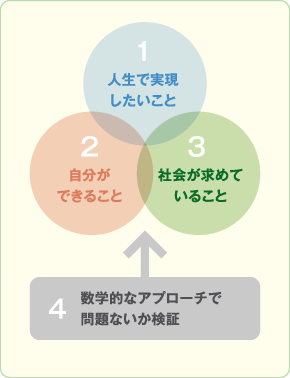 1
人生で実現
したいこと
2
自分が
できること
3
社会が求めて
いること
4
数学的なアプローチで
問題ないか検証